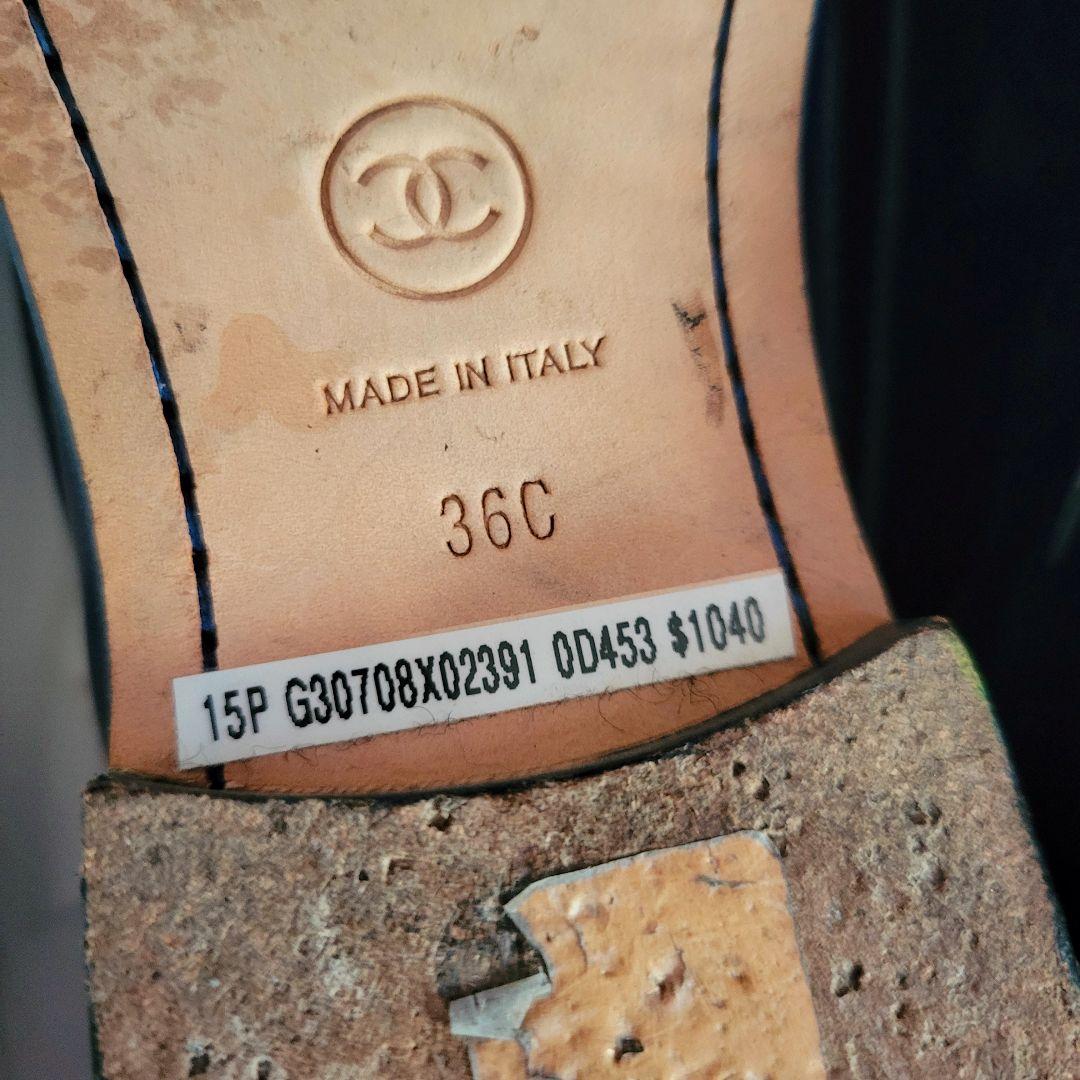 MADE IN ITALY
36C
15P G30708X02391 0D453 $1040